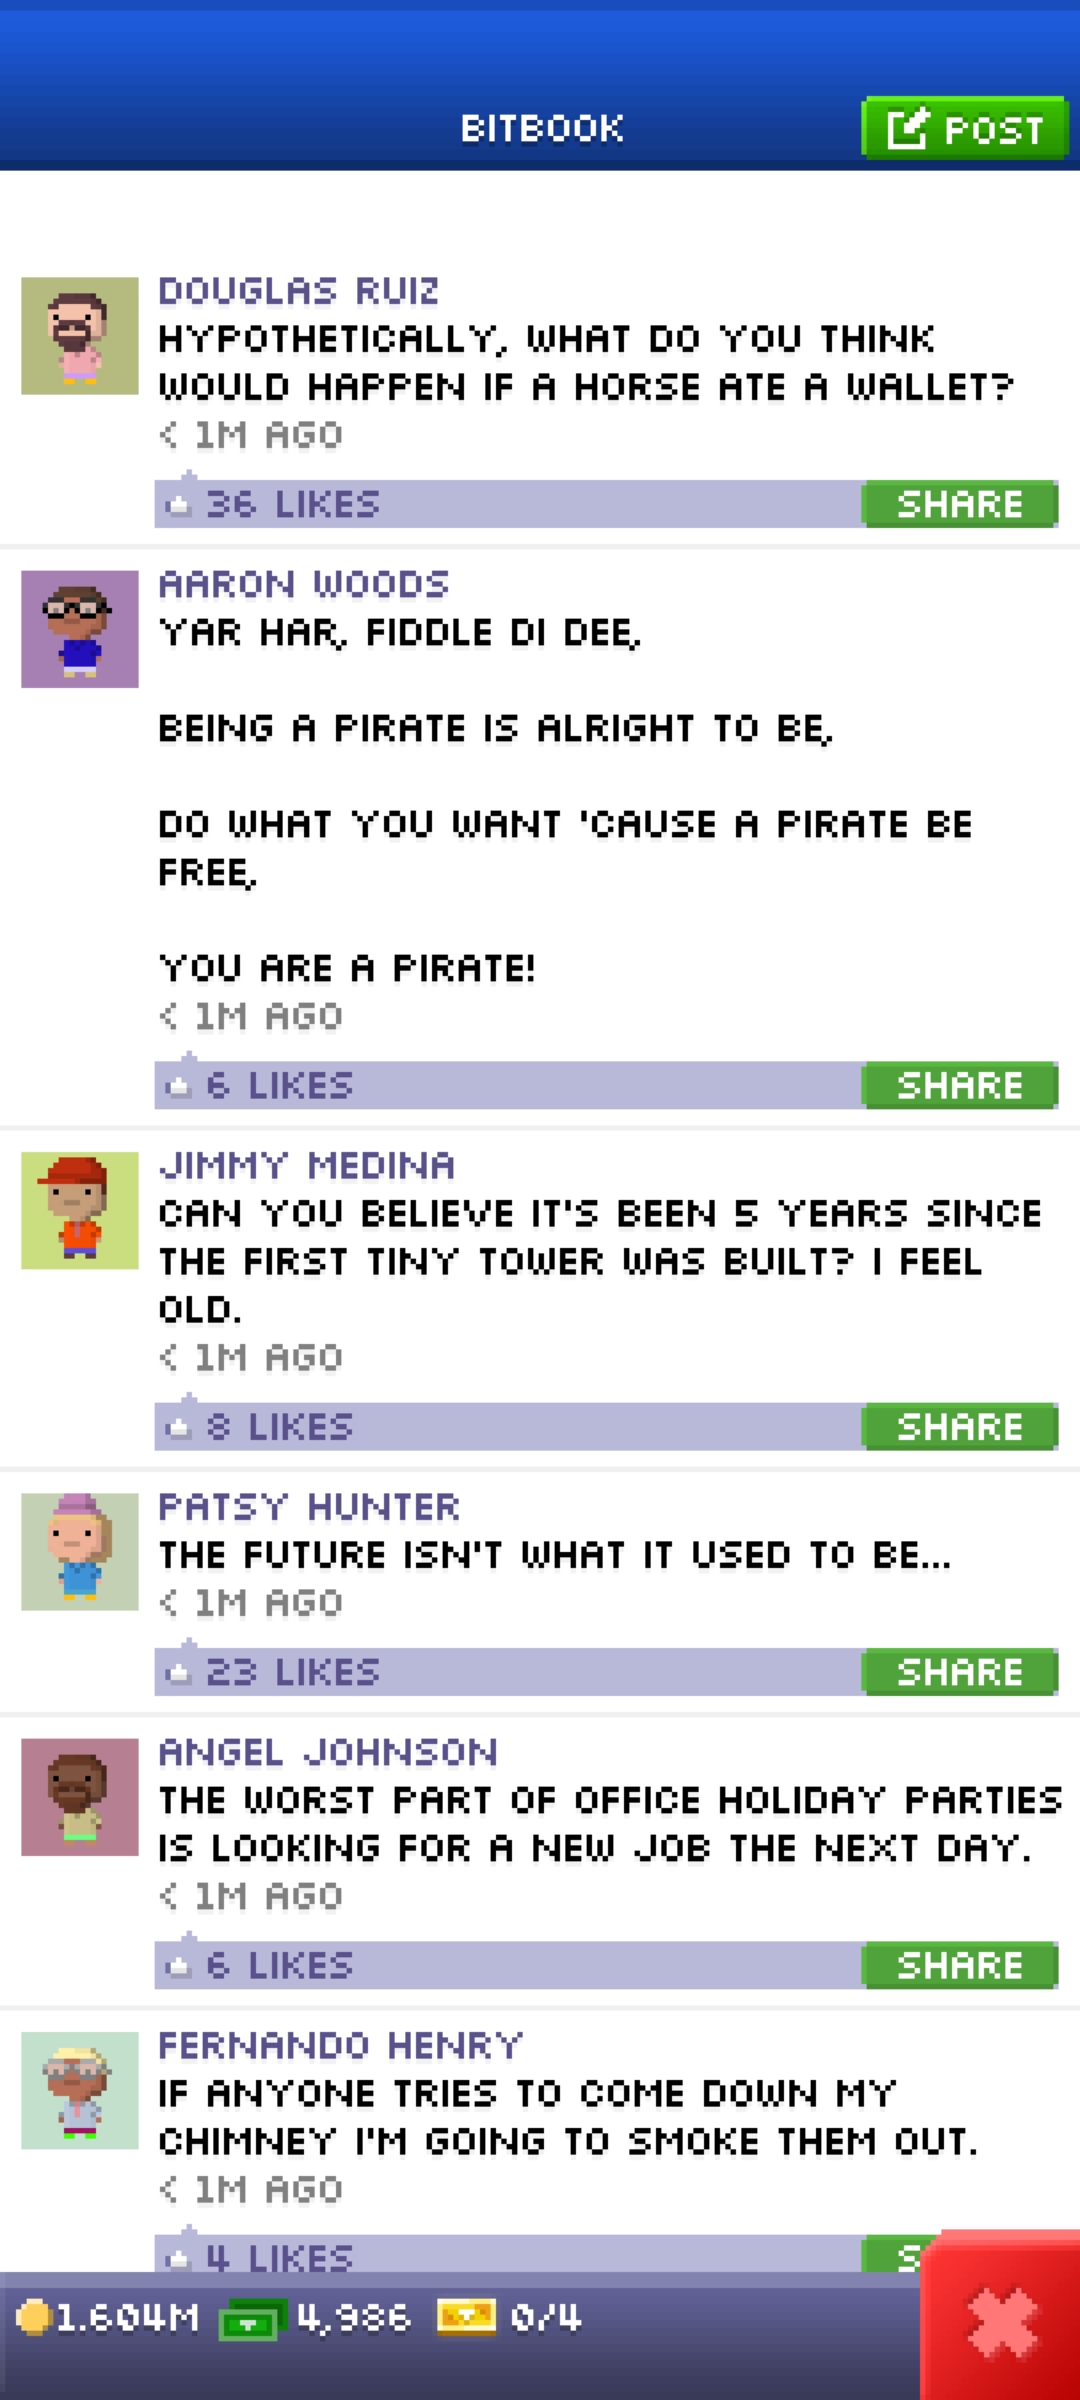 BITBOOK
POST
DOUGLAS RUIZ
HYPOTHETICALLY, WHAT DO YOU THINK
WOULD HAPPEN IF A HORSE ATE A WALLET?
< 1M AGO
36 LIKES
SHARE
AARON WOODS
YAR HAR, FIDDLE DI DEE,
BEING A PIRATE IS ALRIGHT TO BE,
DO WHAT YOU WANT 'CAUSE A PIRATE BE
FREE,
YOU ARE A PIRATE!
< 1M AGO
6 LIKES
SHARE
JIMMY MEDINA
CAN YOU BELIEVE IT'S BEEN 5 YEARS SINCE
THE FIRST TINY TOWER WAS BUILT? I FEEL
OLD.
< 1M AGO
8 LIKES
SHARE
PATSY HUNTER
THE FUTURE ISN'T WHAT IT USED TO BE...
< 1M AGO
23 LIKES
SHARE
ANGEL JOHNSON
THE WORST PART OF OFFICE HOLIDAY PARTIES
IS LOOKING FOR A NEW JOB THE NEXT DAY.
< 1M AGO
6 LIKES
SHARE
FERNANDO HENRY
IF ANYONE TRIES TO COME DOWN MY
CHIMNEY I'M GOING TO SMOKE THEM OUT.
< 1M AGO
4 LIKES
1.604M 4,986 0/4